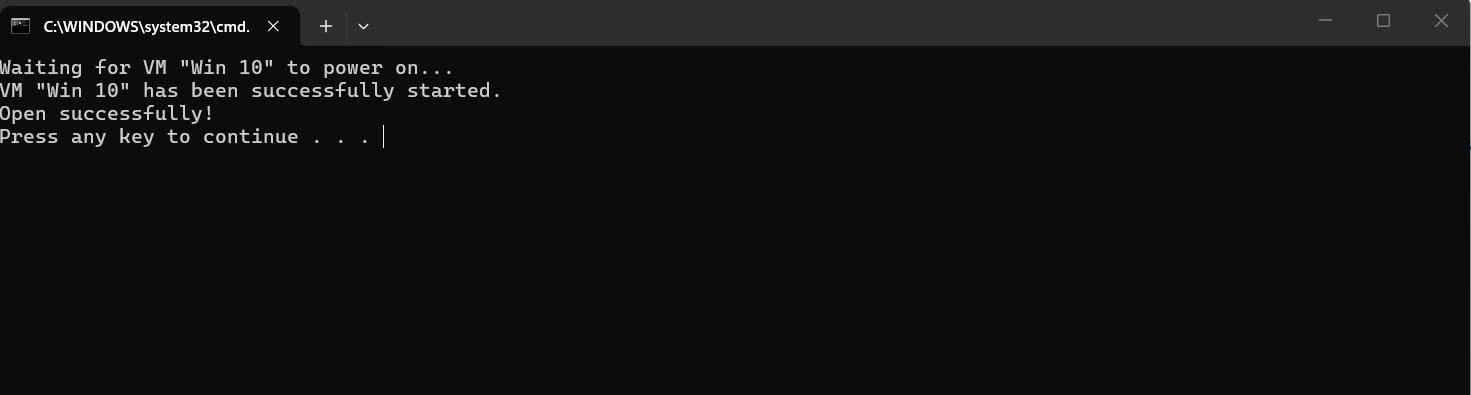 C:\WINDOWS\system32\cmd.
Waiting for VM "Win 10" to power on...
VM "Win 10" has been successfully started.
Open successfully!
Press any key to continue . . .